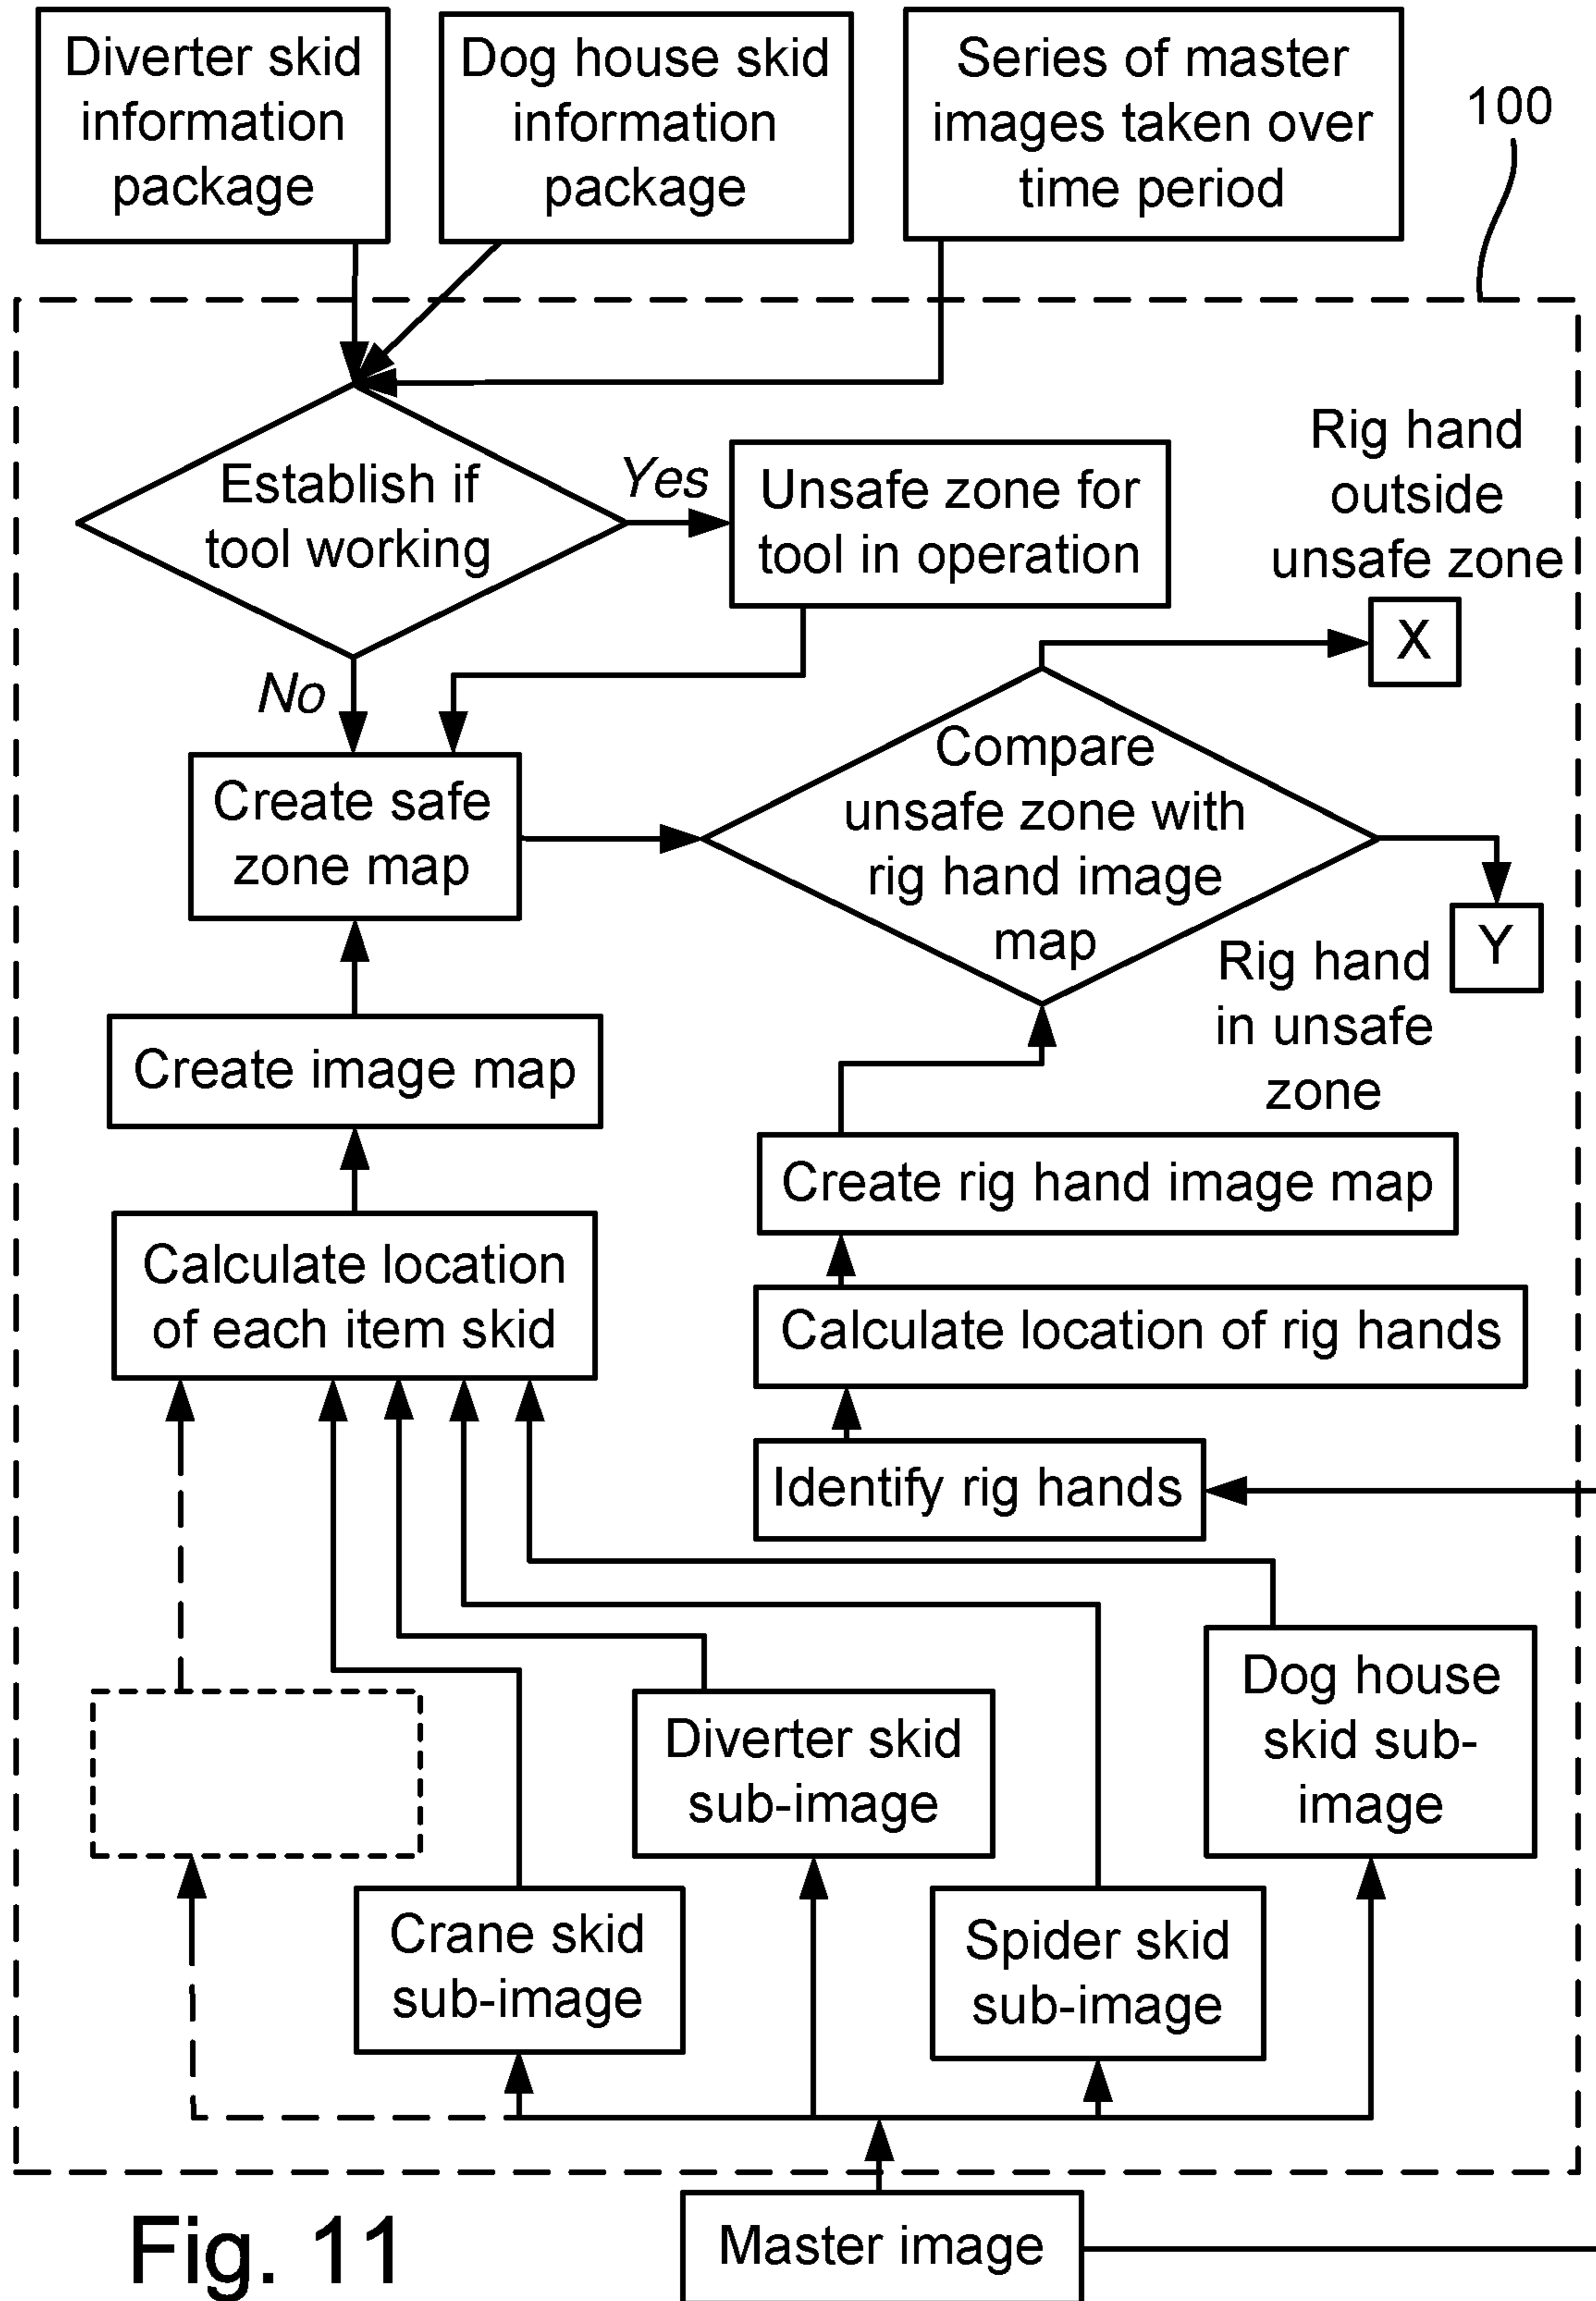 Diverter skid
information
package
Dog house skid
information
package
Series of master
images taken over
time period
100
Establish if
tool working
Yes
No
Unsafe zone for
tool in operation
Rig hand
outside
unsafe zone
X
Create safe
zone map
Compare
unsafe zone with
rig hand image
map
Y
Rig hand
in unsafe
zone
Create image map
Create rig hand image map
Calculate location
of each item skid
Calculate location of rig hands
Identify rig hands
Diverter skid
sub-image
Dog house
skid sub-
image
Crane skid
sub-image
Spider skid
sub-image
Master image
Fig. 11